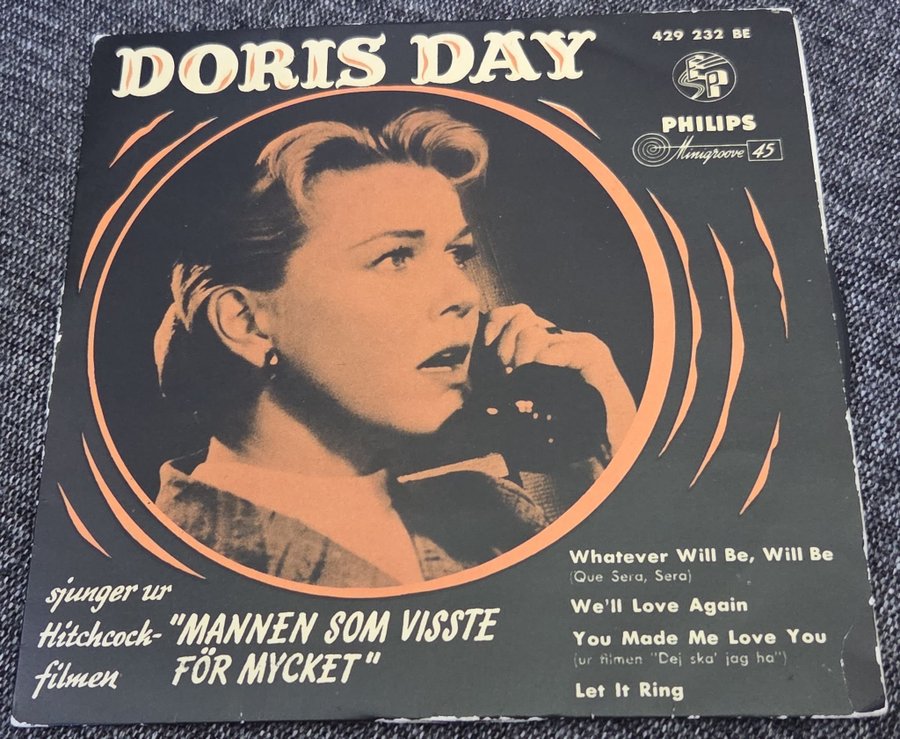 DORIS DAY
429 232 BE
EP
PHILIPS
Minigroove 45
Whatever Will Be, Will Be
(Que Sera, Sera)
We'll Love Again
You Made Me Love You
(ur filmen "Dej ska' jag ha")
Let It Ring
sjunger ur
Hitchcock-
filmen
"MANNEN SOM VISSTE
FÖR MYCKET"